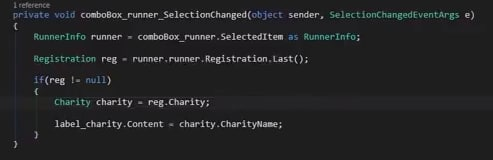 1 reference
private void comboBox_runner_SelectionChanged(object sender, SelectionChangedEventArgs e)
{
RunnerInfo runner = comboBox_runner.SelectedItem as RunnerInfo;
Registration reg = runner.runner.Registration.Last();
if(reg != null)
{
Charity charity = reg.Charity;
label_charity.Content = charity.CharityName;
}
}